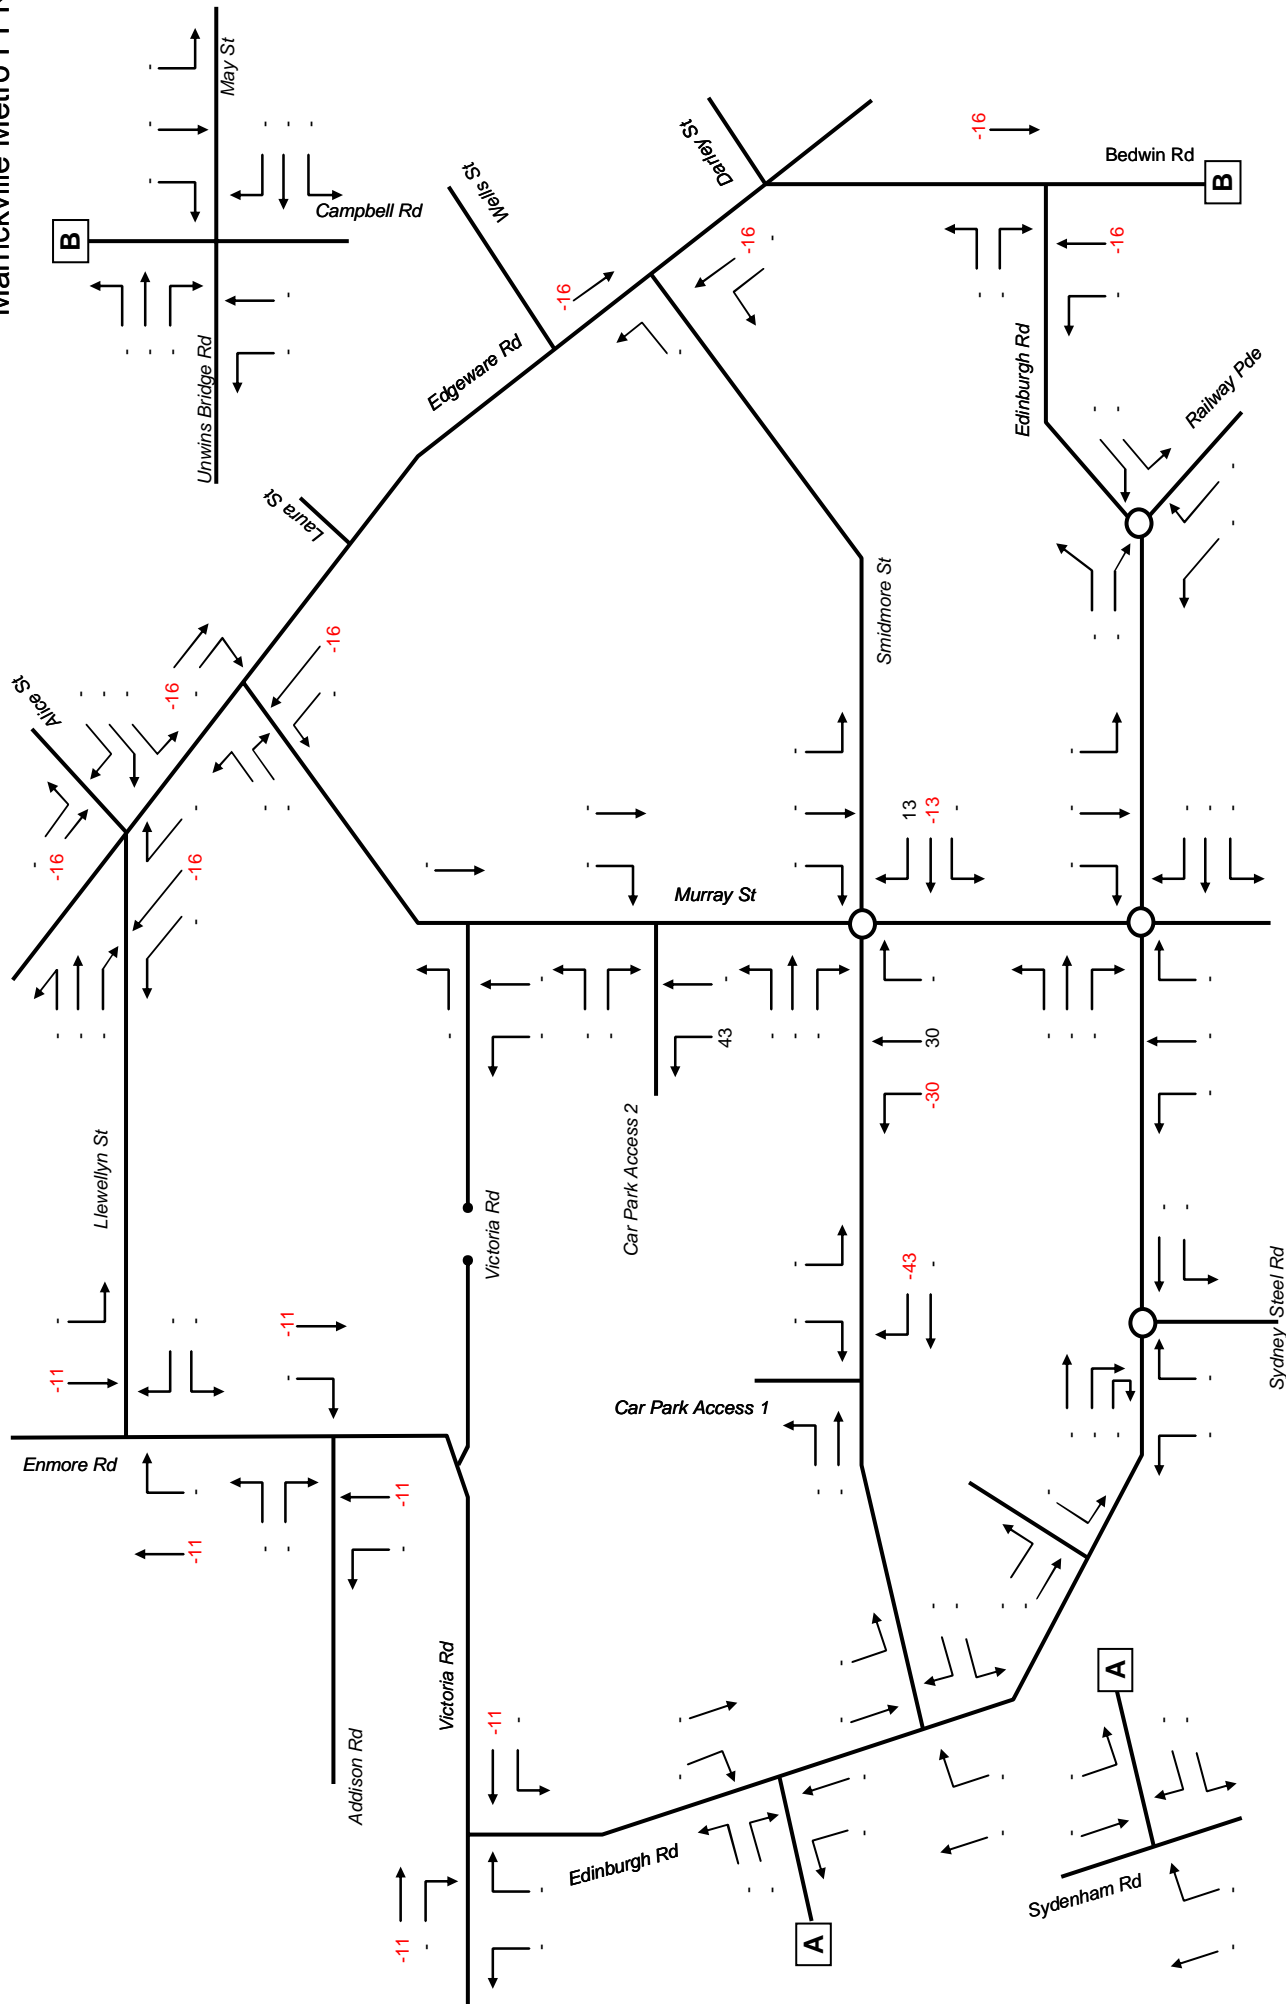 May St
B
Campbell Rd
Unwins Bridge Rd
Darley St
-16
Bedwin Rd
B
Wells St
-16
-16
-16
Edgeware Rd
Edinburgh Rd
Railway Pde
Laura St
Smidmore St
-16
-16
Alice St
-16
-16
13
-13
Murray St
43
30
-30
Car Park Access 2
Llewellyn St
Victoria Rd
-43
Sydney Steel Rd
-11
-11
Car Park Access 1
Enmore Rd
-11
-11
Addison Rd
Victoria Rd
-11
A
Edinburgh Rd
Sydenham Rd
-11
A